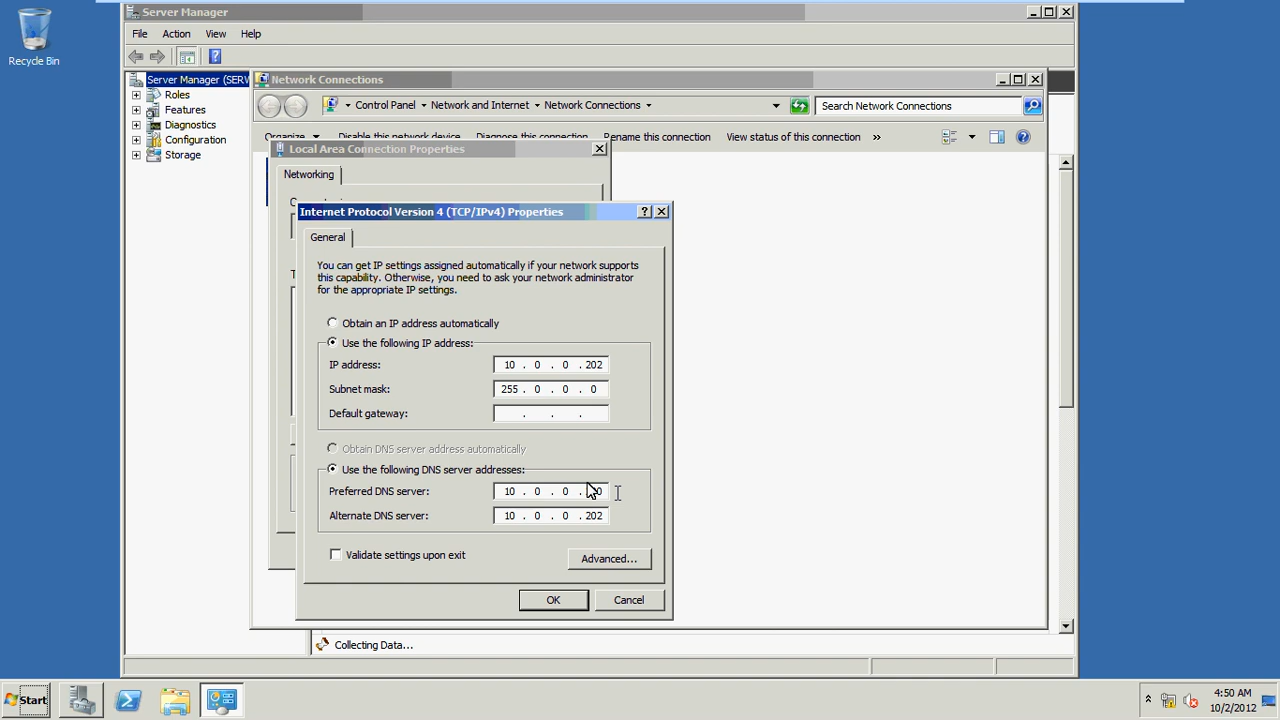 Server Manager
File Action View Help
Recycle Bin
Server Manager (SERV
Roles
Features
Diagnostics
Configuration
Storage
Network Connections
Control Panel Network and Internet Network Connections
Search Network Connections
Organize Disable this network device Diagnose this connection Rename this connection View status of this connection »
Local Area Connection Properties
Networking
Internet Protocol Version 4 (TCP/IPv4) Properties
General
You can get IP settings assigned automatically if your network supports
this capability. Otherwise, you need to ask your network administrator
for the appropriate IP settings.
Obtain an IP address automatically
Use the following IP address:
IP address: 10 . 0 . 0 . 202
Subnet mask: 255 . 0 . 0 . 0
Default gateway: . . .
Obtain DNS server address automatically
Use the following DNS server addresses:
Preferred DNS server: 10 . 0 . 0 .
Alternate DNS server: 10 . 0 . 0 . 202
Validate settings upon exit
Advanced...
OK Cancel
Collecting Data...
Start
4:50 AM
10/2/2012